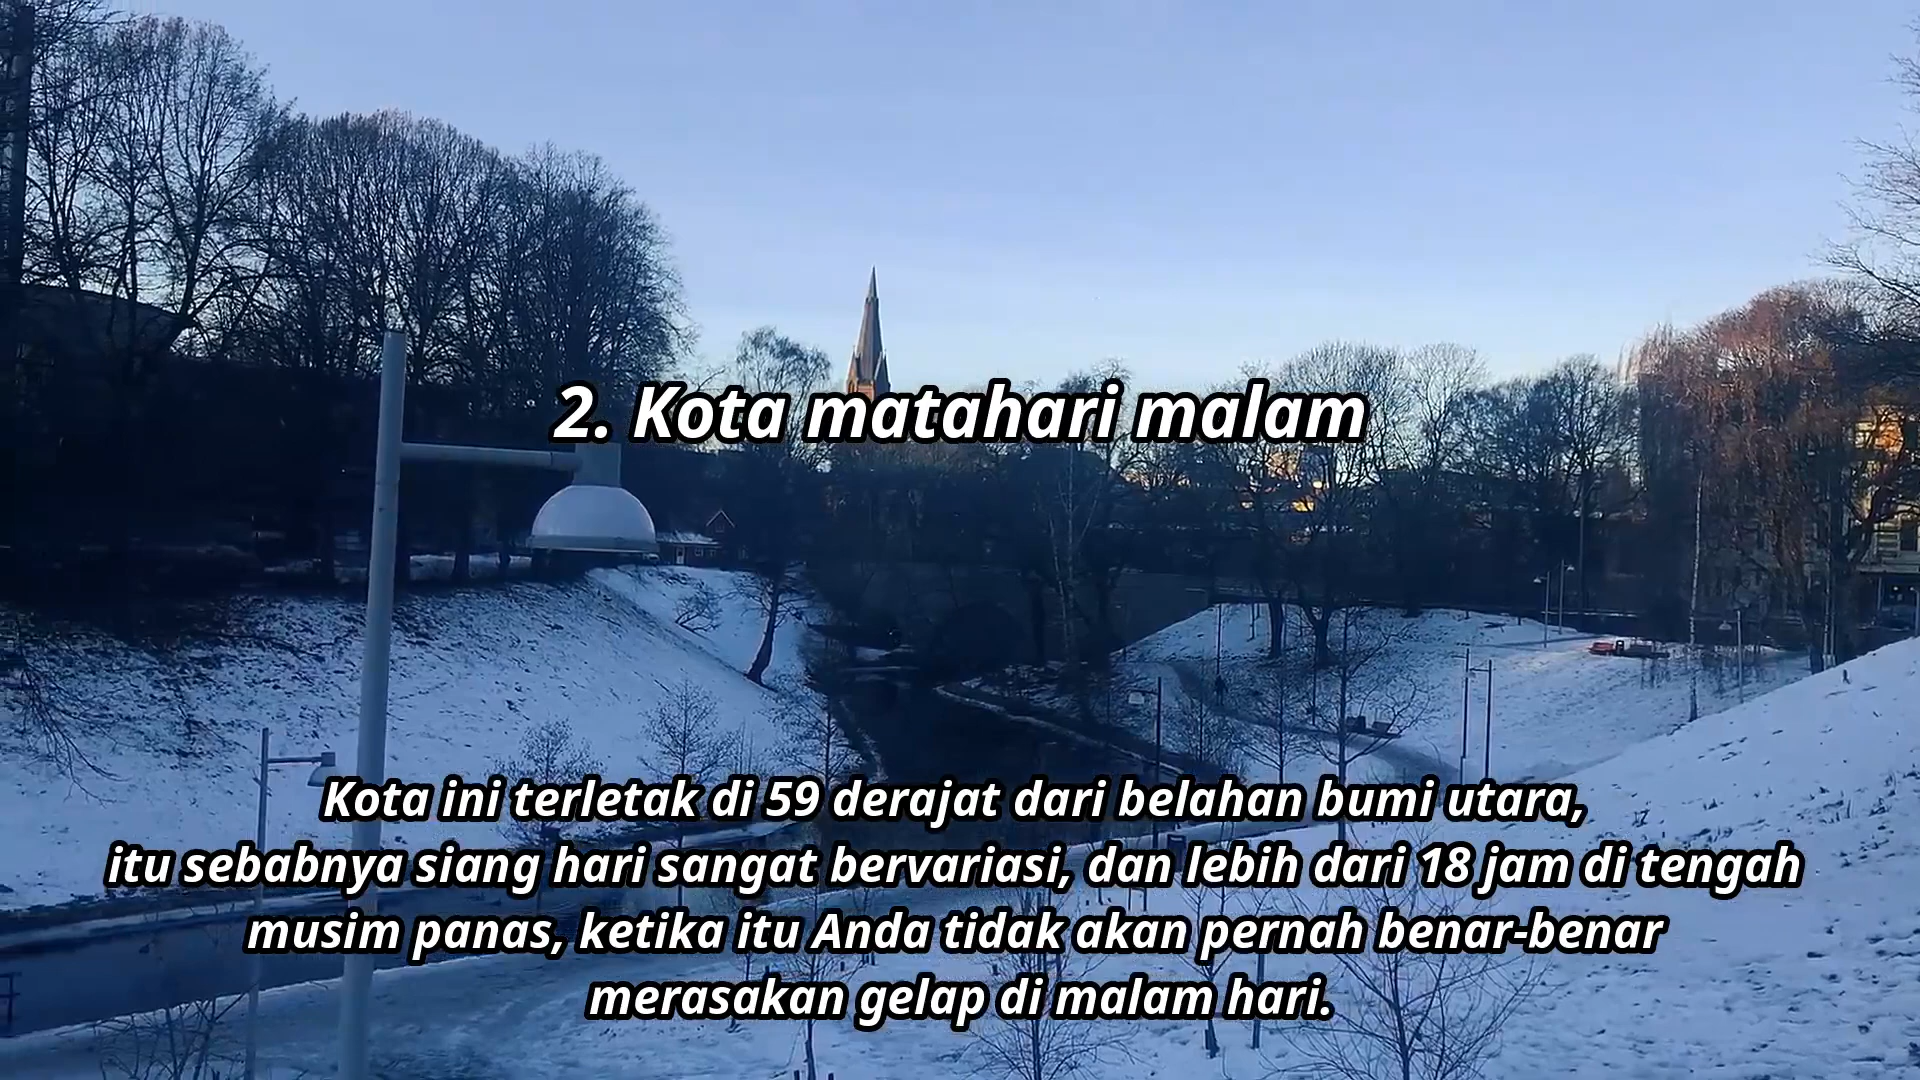 2. Kota matahari malam
Kota ini terletak di 59 derajat dari belahan bumi utara,
itu sebabnya siang hari sangat bervariasi, dan lebih dari 18 jam di tengah
musim panas, ketika itu Anda tidak akan pernah benar-benar
merasakan gelap di malam hari.